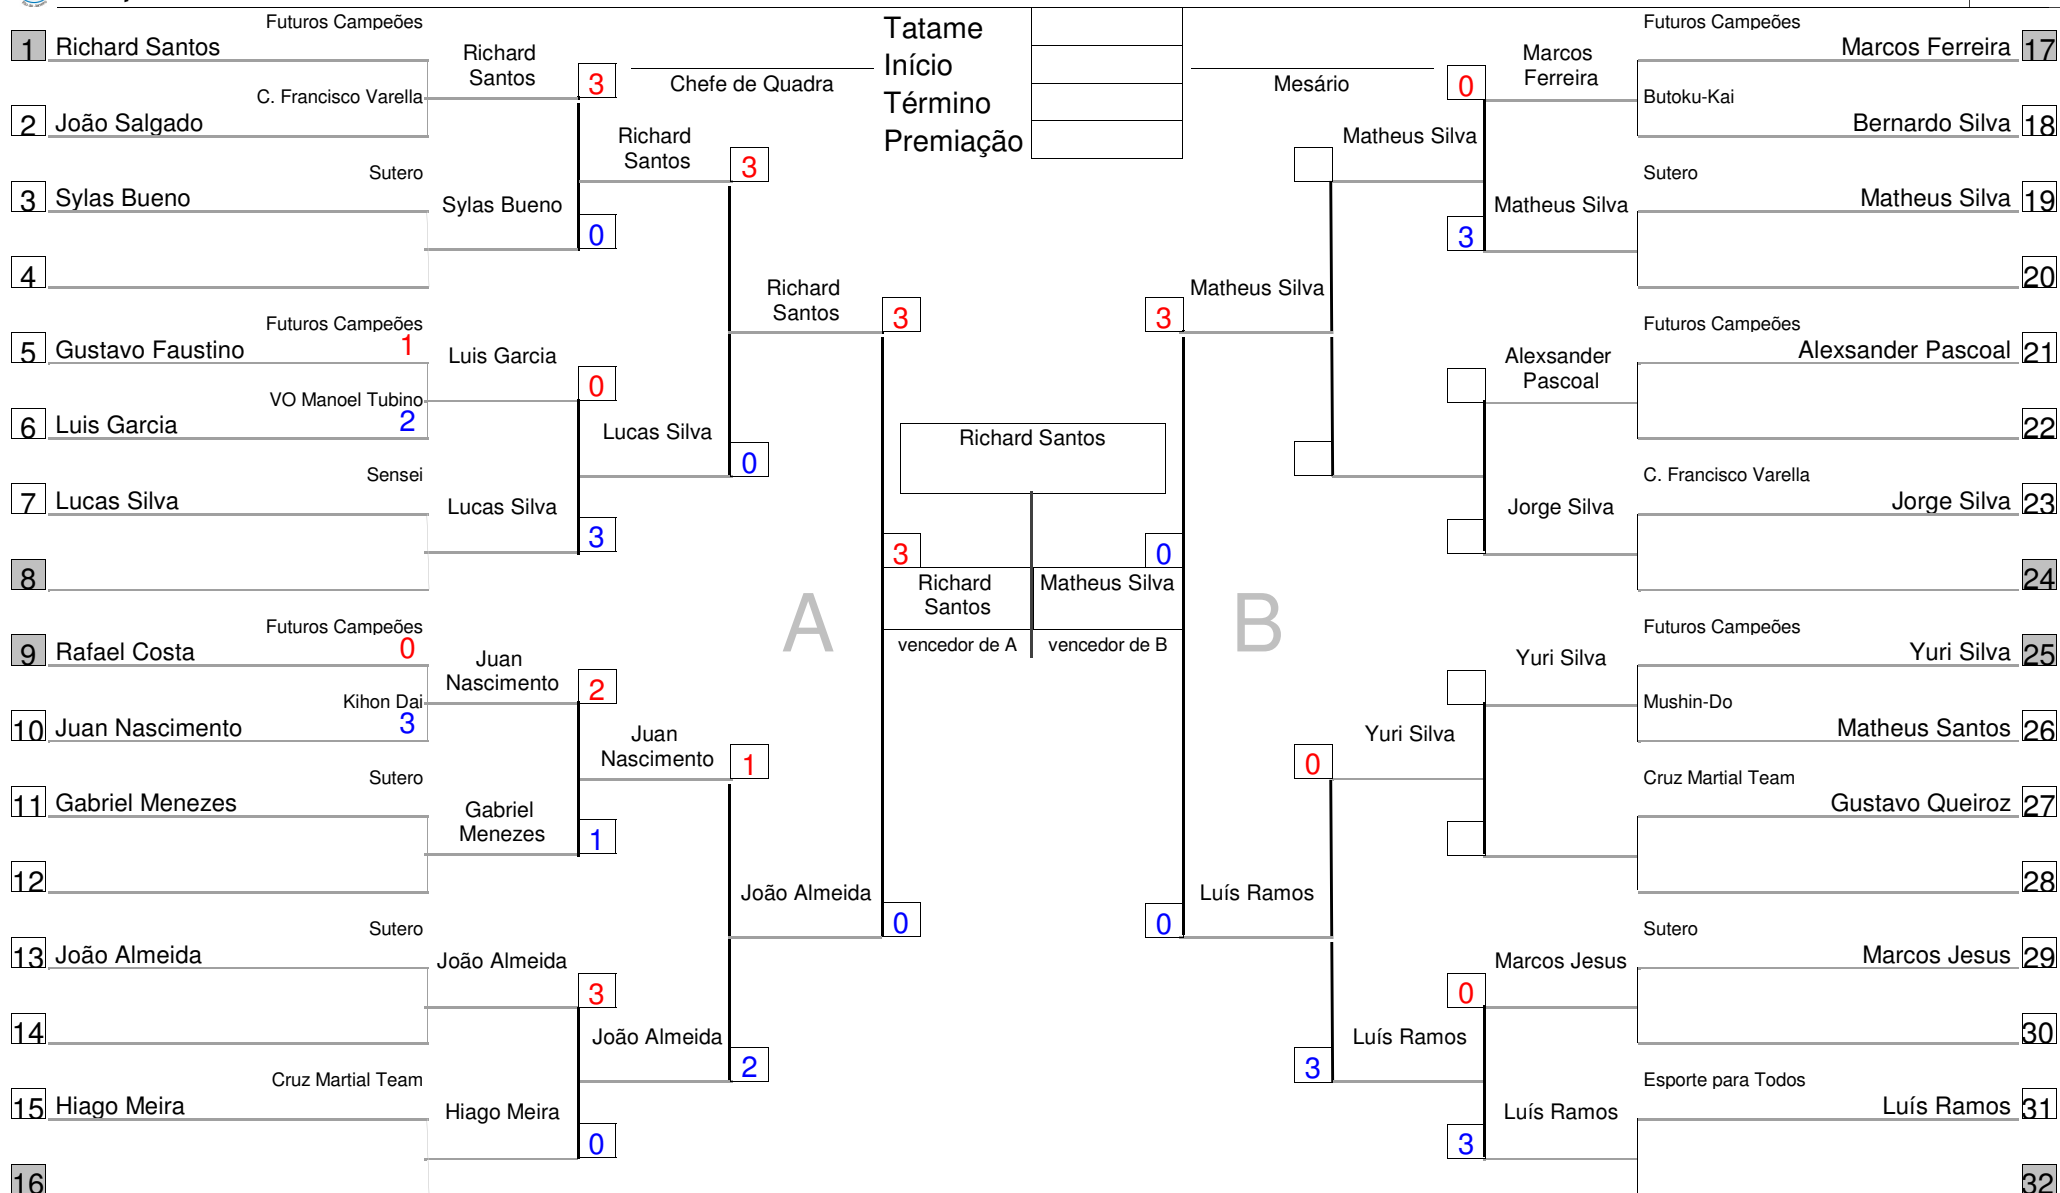 Futuros Campeões
1 Richard Santos
C. Francisco Varella
2 João Salgado
Sutero
3 Sylas Bueno
4
Futuros Campeões
5 Gustavo Faustino 1
VO Manoel Tubino
6 Luis Garcia 2
Sensei
7 Lucas Silva
8
Futuros Campeões
9 Rafael Costa 0
Kihon Dai
10 Juan Nascimento 3
Sutero
11 Gabriel Menezes
12
Sutero
13 João Almeida
14
Cruz Martial Team
15 Hiago Meira
16
Richard
Santos
3
Sylas Bueno
0
Luis Garcia
0
Lucas Silva
3
Juan
Nascimento
2
Gabriel
Menezes
1
João Almeida
3
Hiago Meira
0
Chefe de Quadra
Richard
Santos
3
Lucas Silva
0
Juan
Nascimento
1
João Almeida
2
Richard
Santos
3
João Almeida
0
Tatame
Início
Término
Premiação
Richard Santos
3
0
Richard
Santos
Matheus Silva
vencedor de A
vencedor de B
A
B
Mesário
3
Matheus Silva
0
Luís Ramos
Matheus Silva
0
Yuri Silva
3
Luís Ramos
0
Marcos
Ferreira
3
Matheus Silva
Alexsander
Pascoal
Jorge Silva
Yuri Silva
0
Marcos Jesus
3
Luís Ramos
Futuros Campeões
Marcos Ferreira 17
Butoku-Kai
Bernardo Silva 18
Sutero
Matheus Silva 19
20
Futuros Campeões
Alexsander Pascoal 21
22
C. Francisco Varella
Jorge Silva 23
24
Futuros Campeões
Yuri Silva 25
Mushin-Do
Matheus Santos 26
Cruz Martial Team
Gustavo Queiroz 27
28
Sutero
Marcos Jesus 29
30
Esporte para Todos
Luís Ramos 31
32